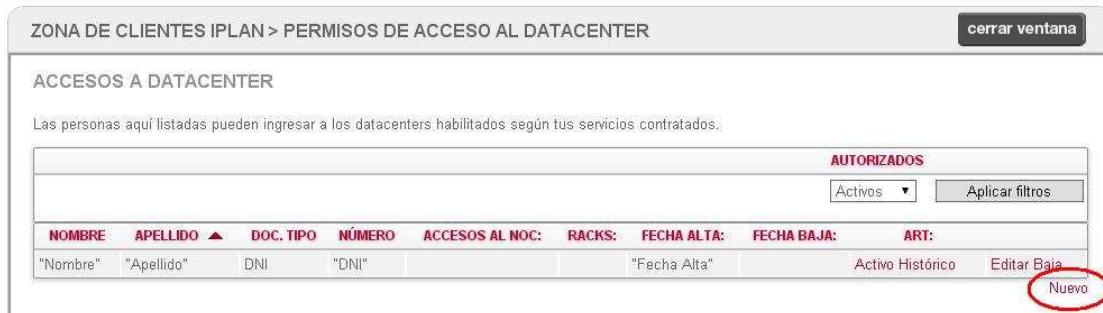 ZONA DE CLIENTES IPLAN > PERMISOS DE ACCESO AL DATACENTER cerrar ventana
ACCESOS A DATACENTER
Las personas aquí listadas pueden ingresar a los datacenters habilitados según tus servicios contratados.
AUTORIZADOS
Activos Aplicar filtros
NOMBRE APELLIDO DOC. TIPO NÚMERO ACCESOS AL NOC: RACKS: FECHA ALTA: FECHA BAJA: ART:
"Nombre" "Apellido" DNI "DNI" "Fecha Alta" Activo Histórico Editar Baja
Nuevo